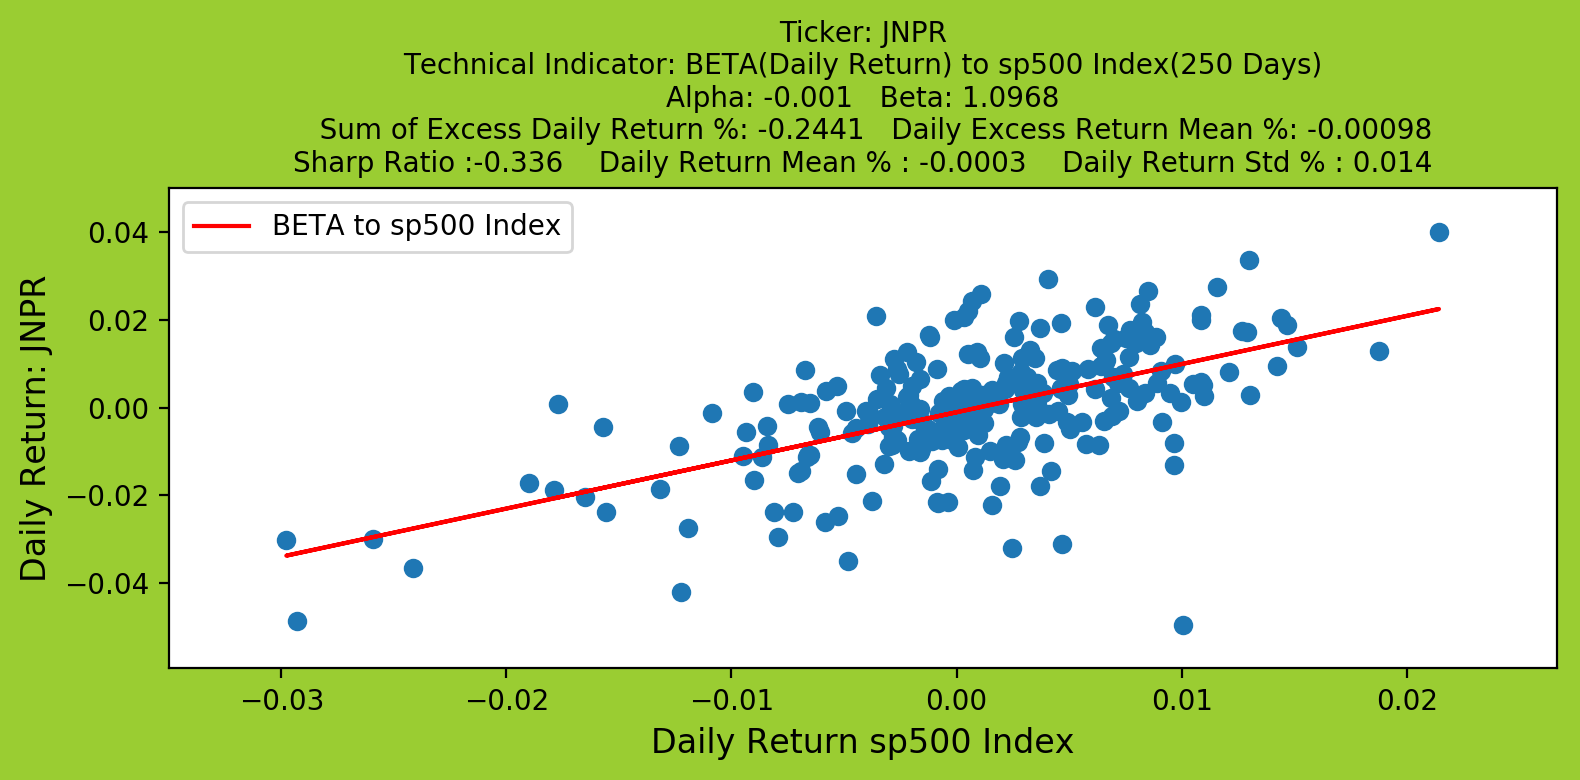 Ticker: JNPR
Technical Indicator: BETA(Daily Return) to sp500 Index(250 Days)
Alpha: -0.001   Beta: 1.0968
Sum of Excess Daily Return %: -0.2441   Daily Excess Return Mean %: -0.00098
Sharp Ratio :-0.336    Daily Return Mean % : -0.0003    Daily Return Std % : 0.014
BETA to sp500 Index
0.04
0.02
0.00
−0.02
−0.04
Daily Return: JNPR
−0.03 −0.02 −0.01 0.00 0.01 0.02
Daily Return sp500 Index